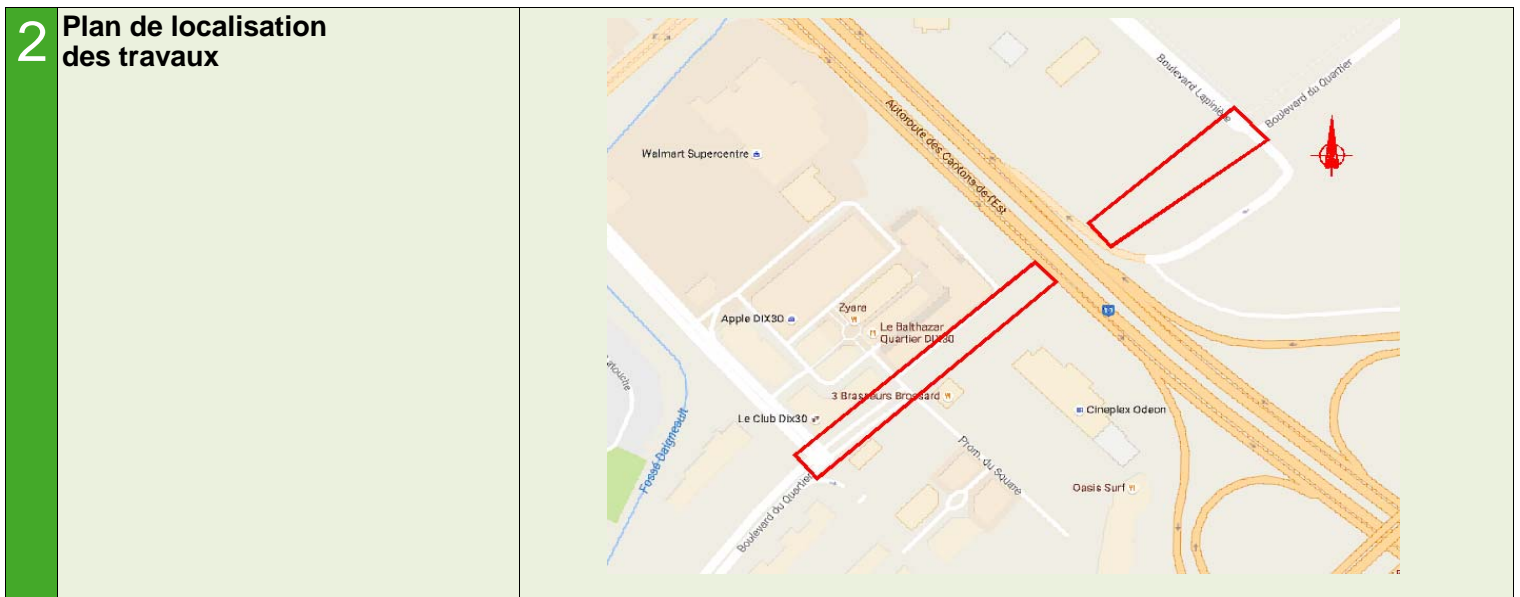 2
Plan de localisation
des travaux
Boulevard Lapinière
Boulevard du Quartier
Autoroute des Cantons-de-l'Est
Walmart Supercentre
Zyara
Apple DIX30
Le Balthazar
Quartier DIX30
3 Brasseurs Brossard
Le Club Dix30
Cineplex Odeon
Prom. du Square
Oasis Surf
Fossé Daigneault
Boulevard du Quartier